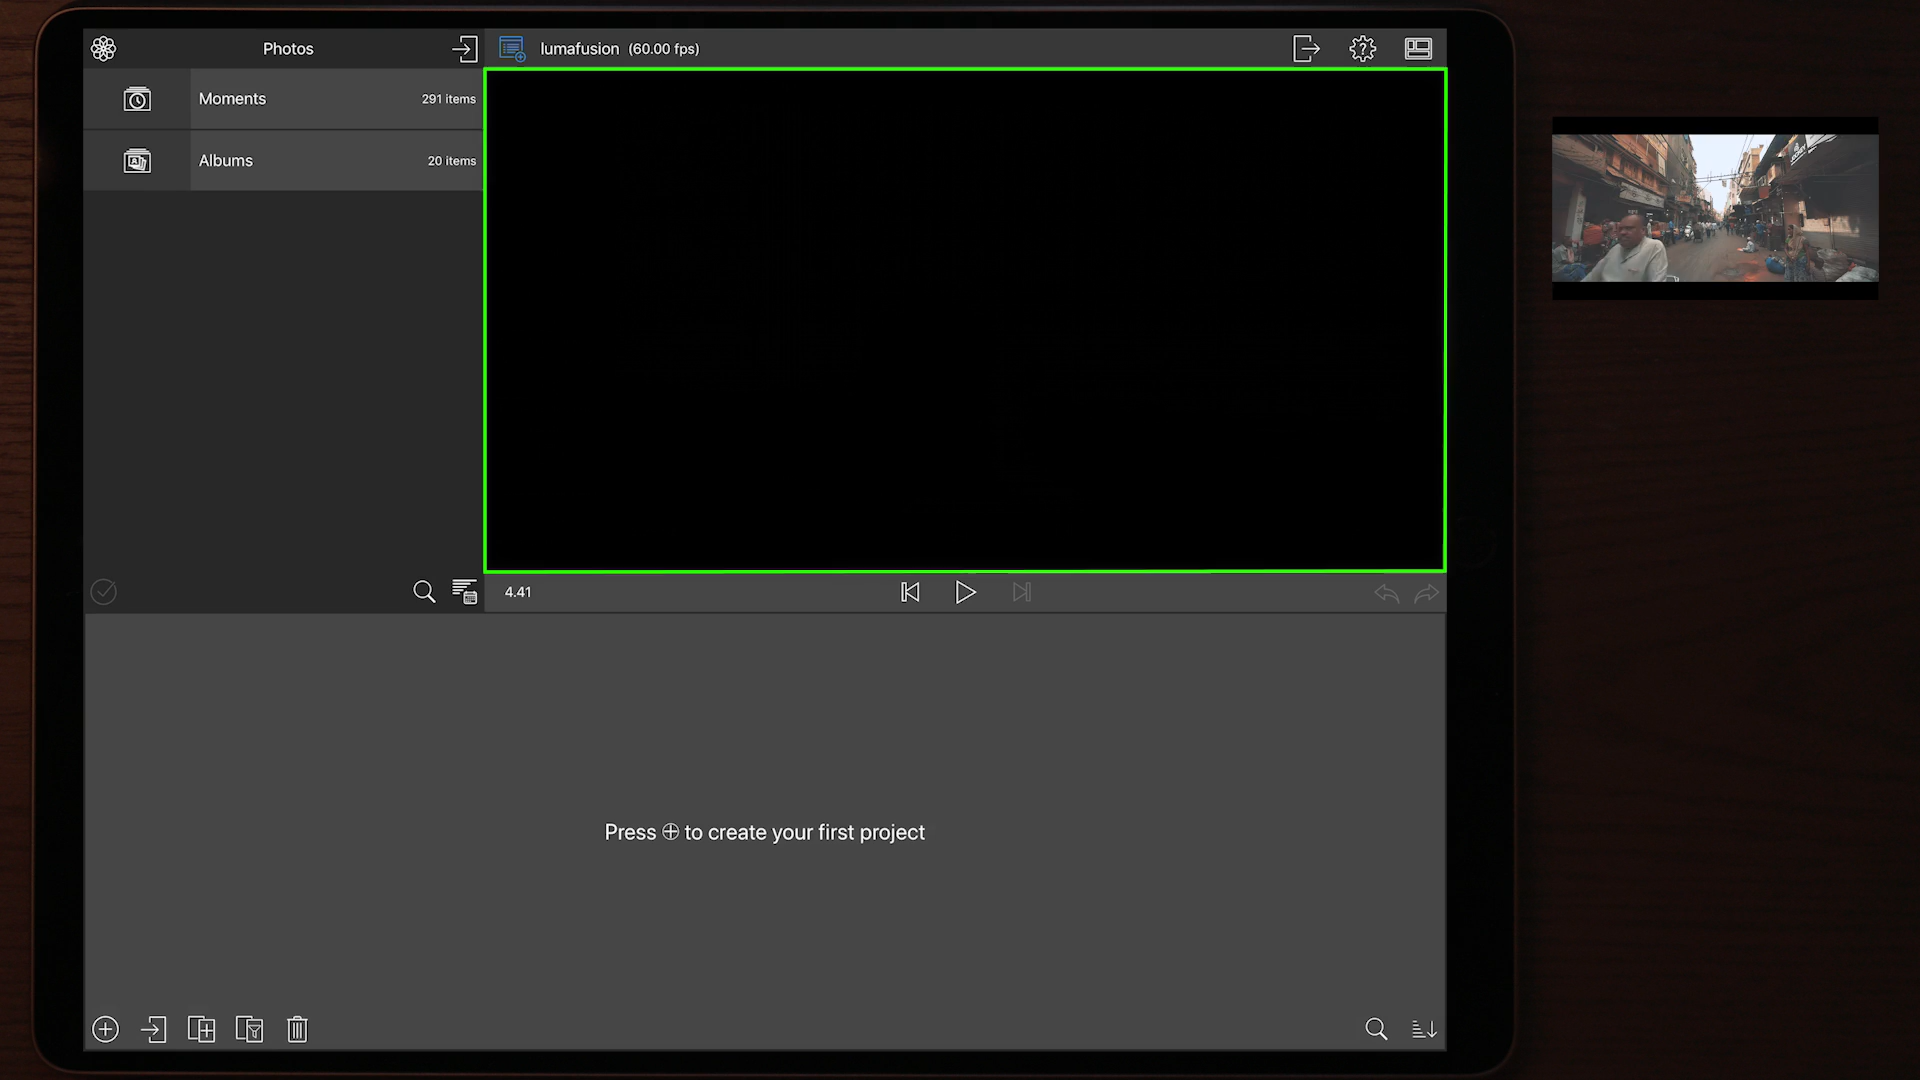 Photos
lumafusion (60.00 fps)
Moments
291 items
Albums
20 items
4.41
Press ⊕ to create your first project